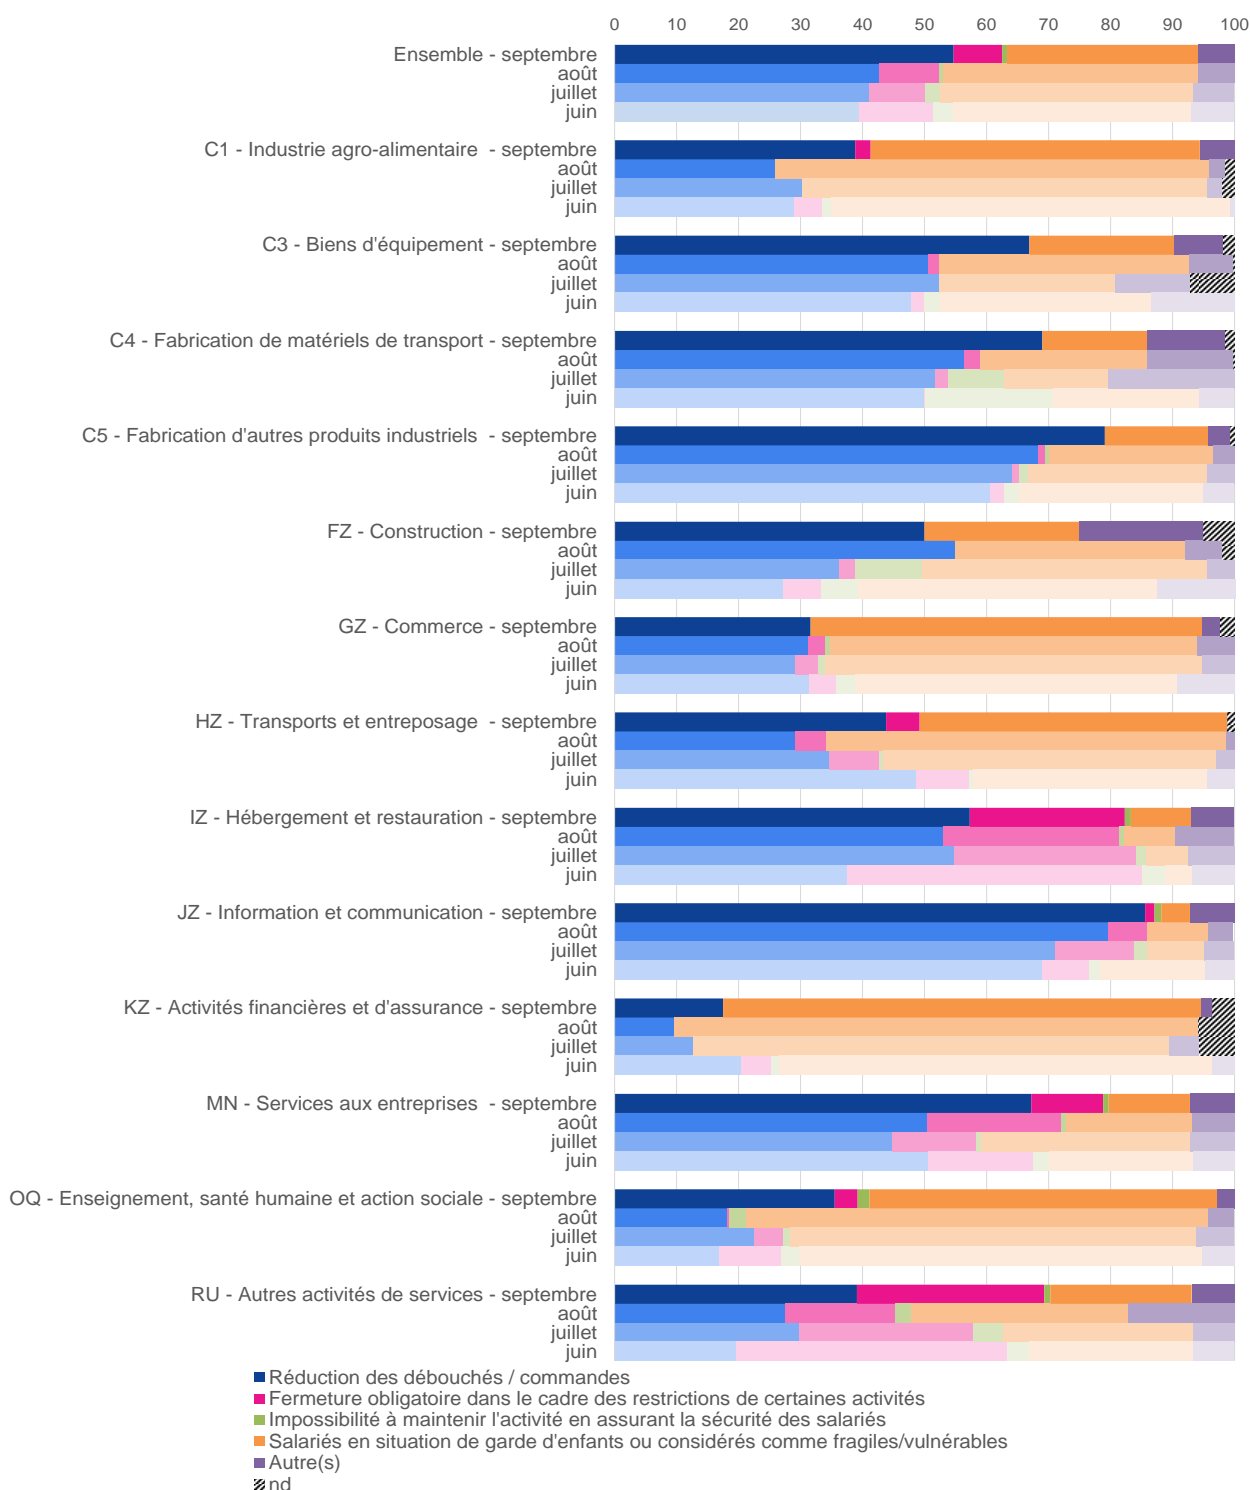 0 10 20 30 40 50 60 70 80 90 100
Ensemble - septembre
août
juillet
juin
C1 - Industrie agro-alimentaire  - septembre
août
juillet
juin
C3 - Biens d'équipement - septembre
août
juillet
juin
C4 - Fabrication de matériels de transport - septembre
août
juillet
juin
C5 - Fabrication d'autres produits industriels  - septembre
août
juillet
juin
FZ - Construction - septembre
août
juillet
juin
GZ - Commerce - septembre
août
juillet
juin
HZ - Transports et entreposage  - septembre
août
juillet
juin
IZ - Hébergement et restauration - septembre
août
juillet
juin
JZ - Information et communication - septembre
août
juillet
juin
KZ - Activités financières et d'assurance - septembre
août
juillet
juin
MN - Services aux entreprises  - septembre
août
juillet
juin
OQ - Enseignement, santé humaine et action sociale - septembre
août
juillet
juin
RU - Autres activités de services - septembre
août
juillet
juin
Réduction des débouchés / commandes
Fermeture obligatoire dans le cadre des restrictions de certaines activités
Impossibilité à maintenir l'activité en assurant la sécurité des salariés
Salariés en situation de garde d'enfants ou considérés comme fragiles/vulnérables
Autre(s)
nd